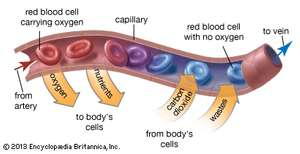 red blood cell
carrying oxygen
capillary
red blood cell
with no oxygen
to vein
from
artery
oxygen
nutrients
carbon
dioxide
wastes
to body's
cells
from body's
cells
© 2013 Encyclopædia Britannica, Inc.